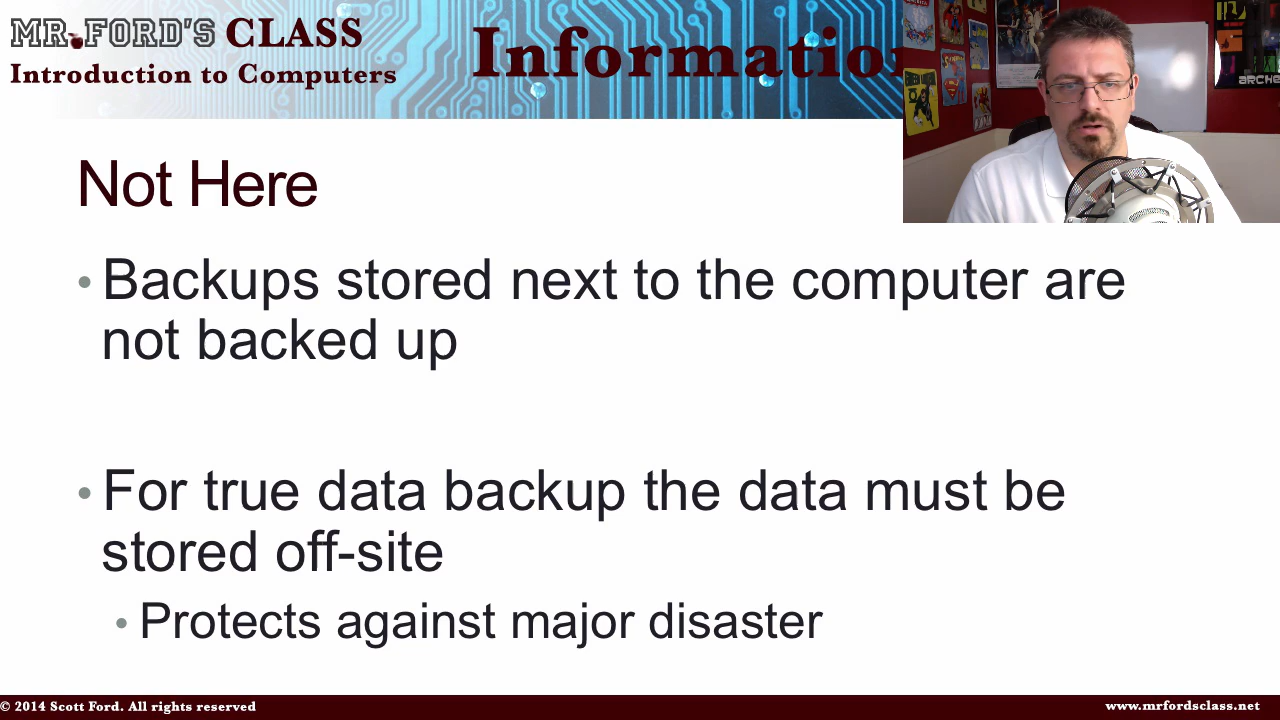 MR. FORD'S CLASS
Introduction to Computers
Information
ARCHE
Not Here
• Backups stored next to the computer are
not backed up
• For true data backup the data must be
stored off-site
• Protects against major disaster
© 2014 Scott Ford. All rights reserved
www.mrfordsclass.net